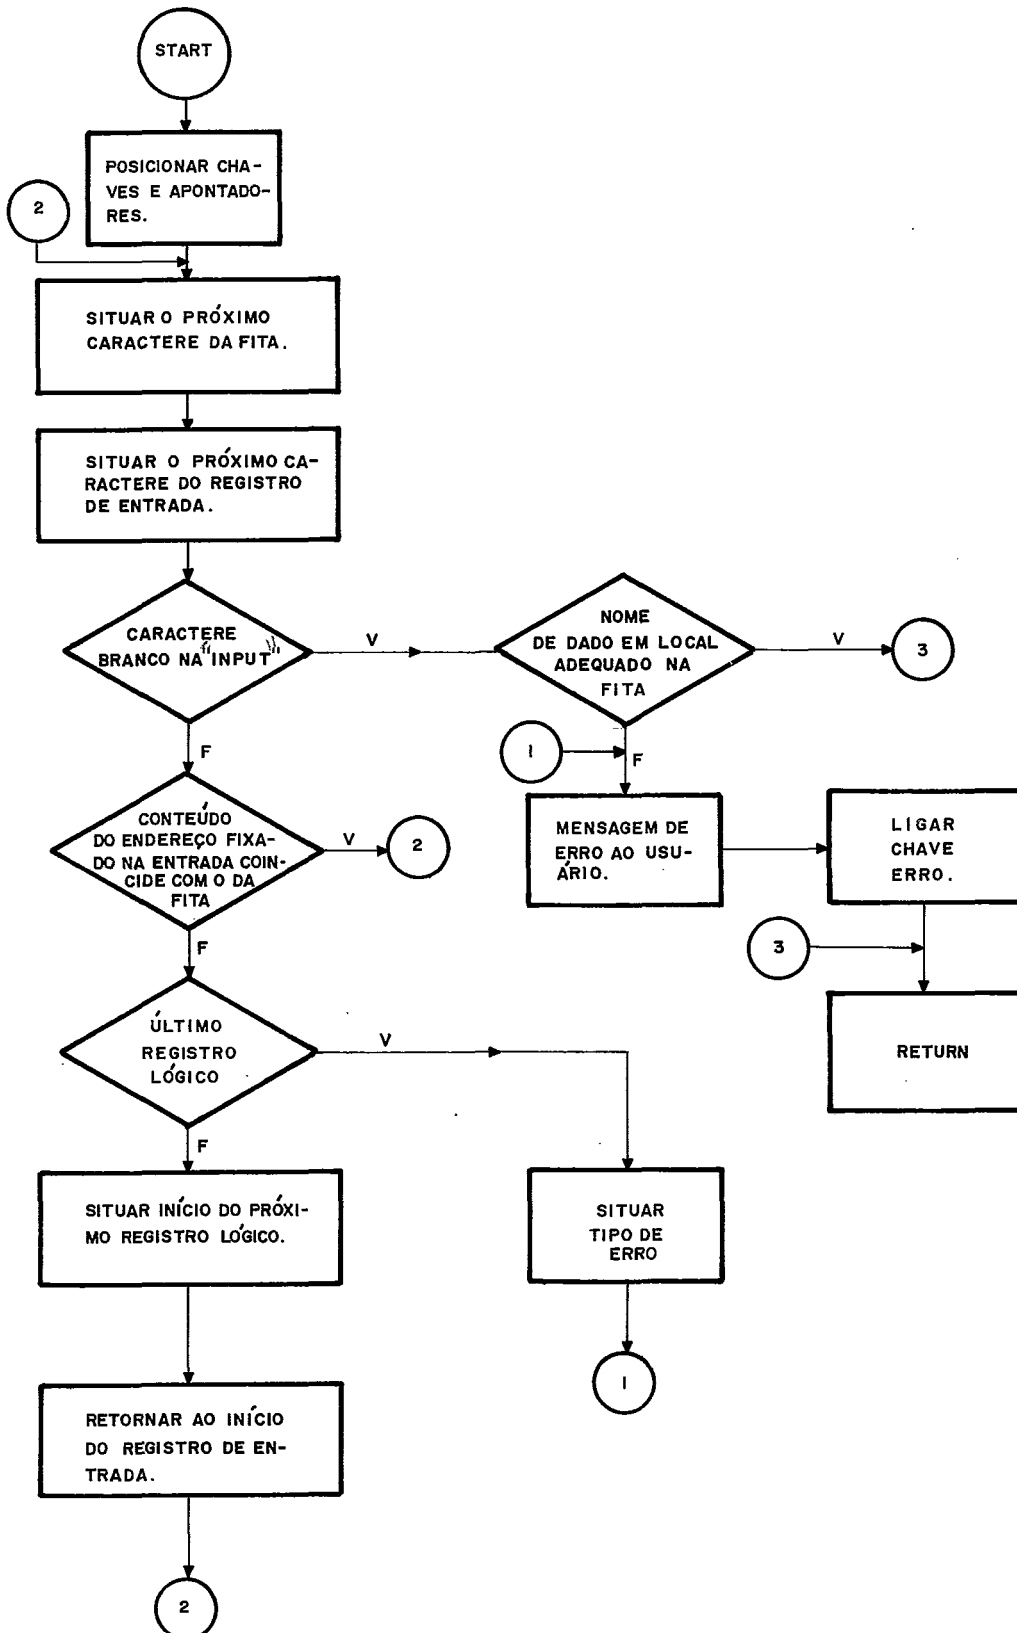 START
POSICIONAR CHA-
VES E APONTADO-
RES.
2
SITUAR O PRÓXIMO
CARACTERE DA FITA.
SITUAR O PRÓXIMO CA-
RACTERE DO REGISTRO
DE ENTRADA.
CARACTERE
BRANCO NA "INPUT"
V
NOME
DE DADO EM LOCAL
ADEQUADO NA
FITA
V
3
F
1
F
CONTEÚDO
DO ENDEREÇO FIXA-
DO NA ENTRADA COIN-
CIDE COM O DA
FITA
V
2
MENSAGEM DE
ERRO AO USU-
ÁRIO.
LIGAR
CHAVE
ERRO.
3
F
RETURN
ÚLTIMO
REGISTRO
LÓGICO
V
F
SITUAR INÍCIO DO PRÓXI-
MO REGISTRO LÓGICO.
SITUAR
TIPO DE
ERRO
1
RETORNAR AO INÍCIO
DO REGISTRO DE EN-
TRADA.
2